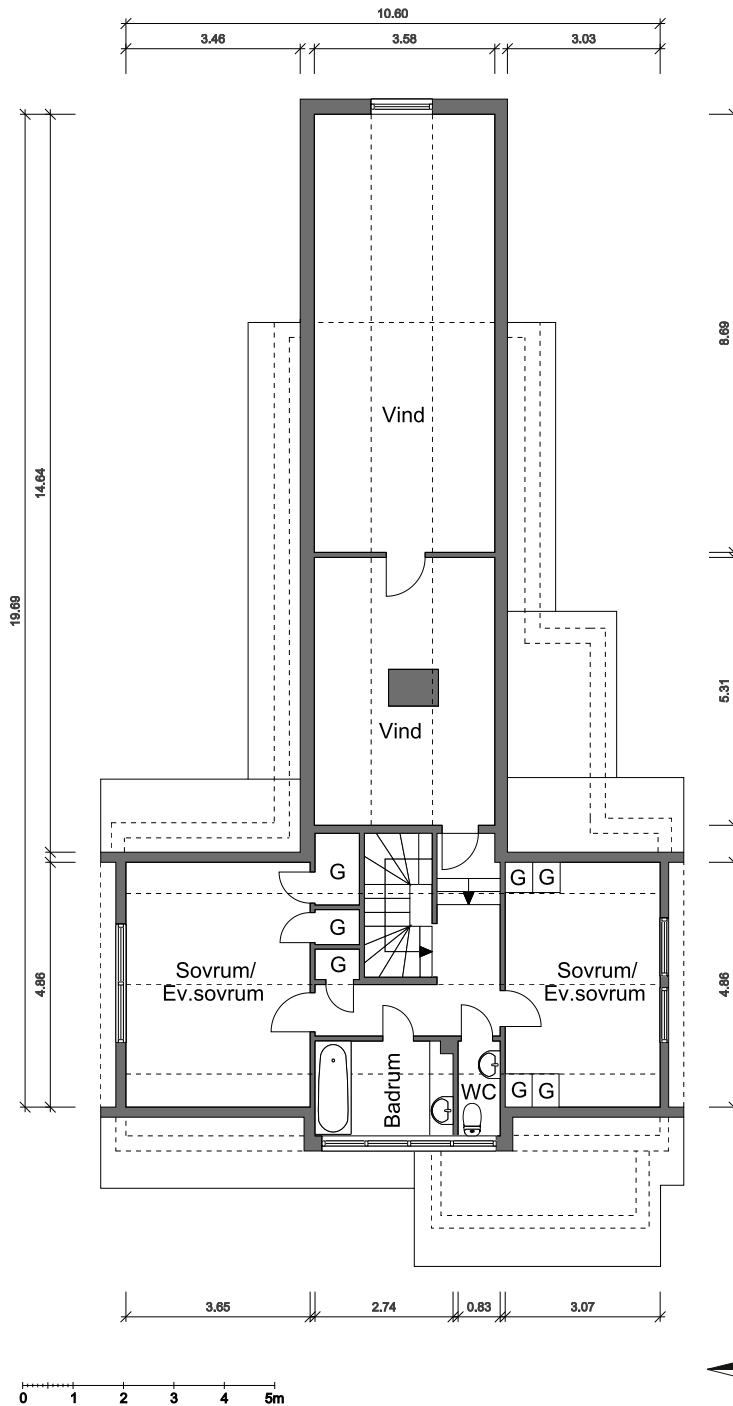 10.60
3.46
3.58
3.03
8.69
Vind
14.64
19.69
5.31
Vind
G
G
G
G G
4.86
Sovrum/
Ev.sovrum
Sovrum/
Ev.sovrum
4.86
Badrum
WC
G G
3.65
2.74
0.83
3.07
0 1 2 3 4 5m